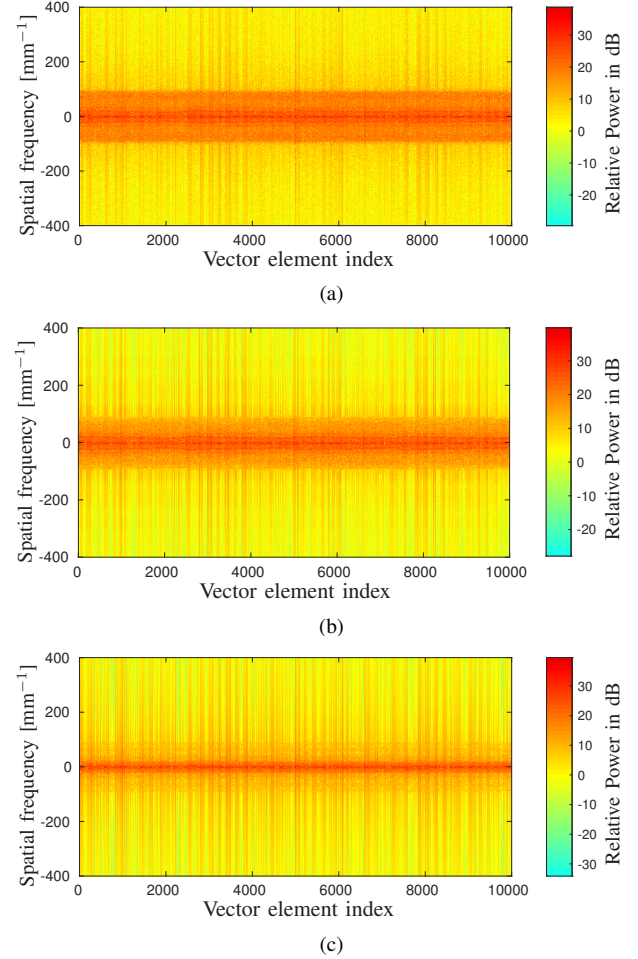 400
200
0
-200
-400
Spatial frequency [mm⁻¹]
0 2000 4000 6000 8000 10000
Vector element index
30
20
10
0
-10
-20
Relative Power in dB
(a)
400
200
0
-200
-400
Spatial frequency [mm⁻¹]
0 2000 4000 6000 8000 10000
Vector element index
30
20
10
0
-10
-20
Relative Power in dB
(b)
400
200
0
-200
-400
Spatial frequency [mm⁻¹]
0 2000 4000 6000 8000 10000
Vector element index
30
20
10
0
-10
-20
-30
Relative Power in dB
(c)